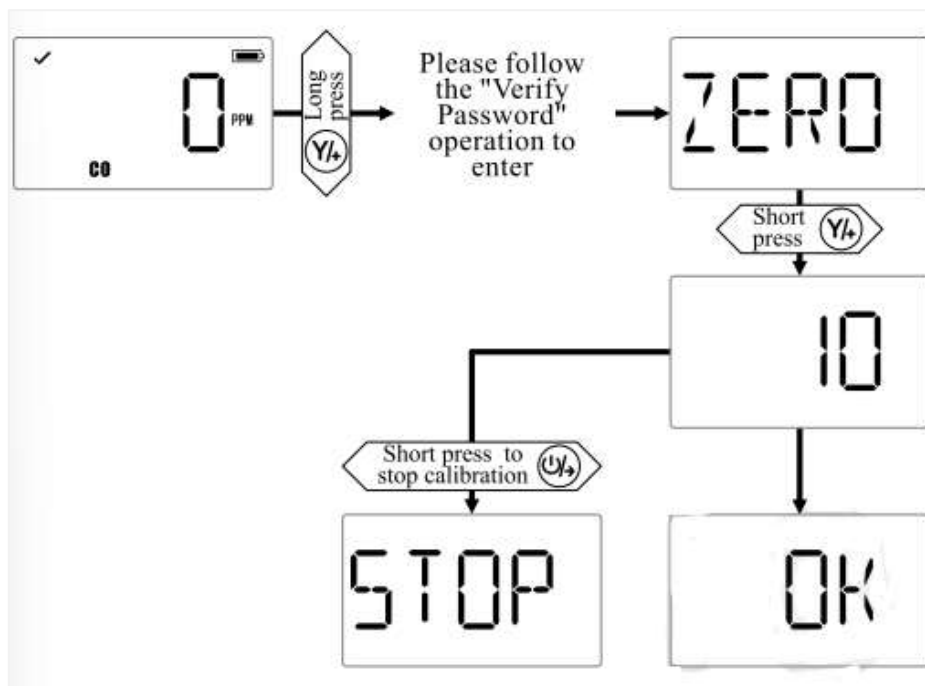 0
PPM
CO
Long
press
Y/+
Please follow
the "Verify
Password"
operation to
enter
ZERO
Short
press
Y/+
10
Short press to
stop calibration
STOP
OK